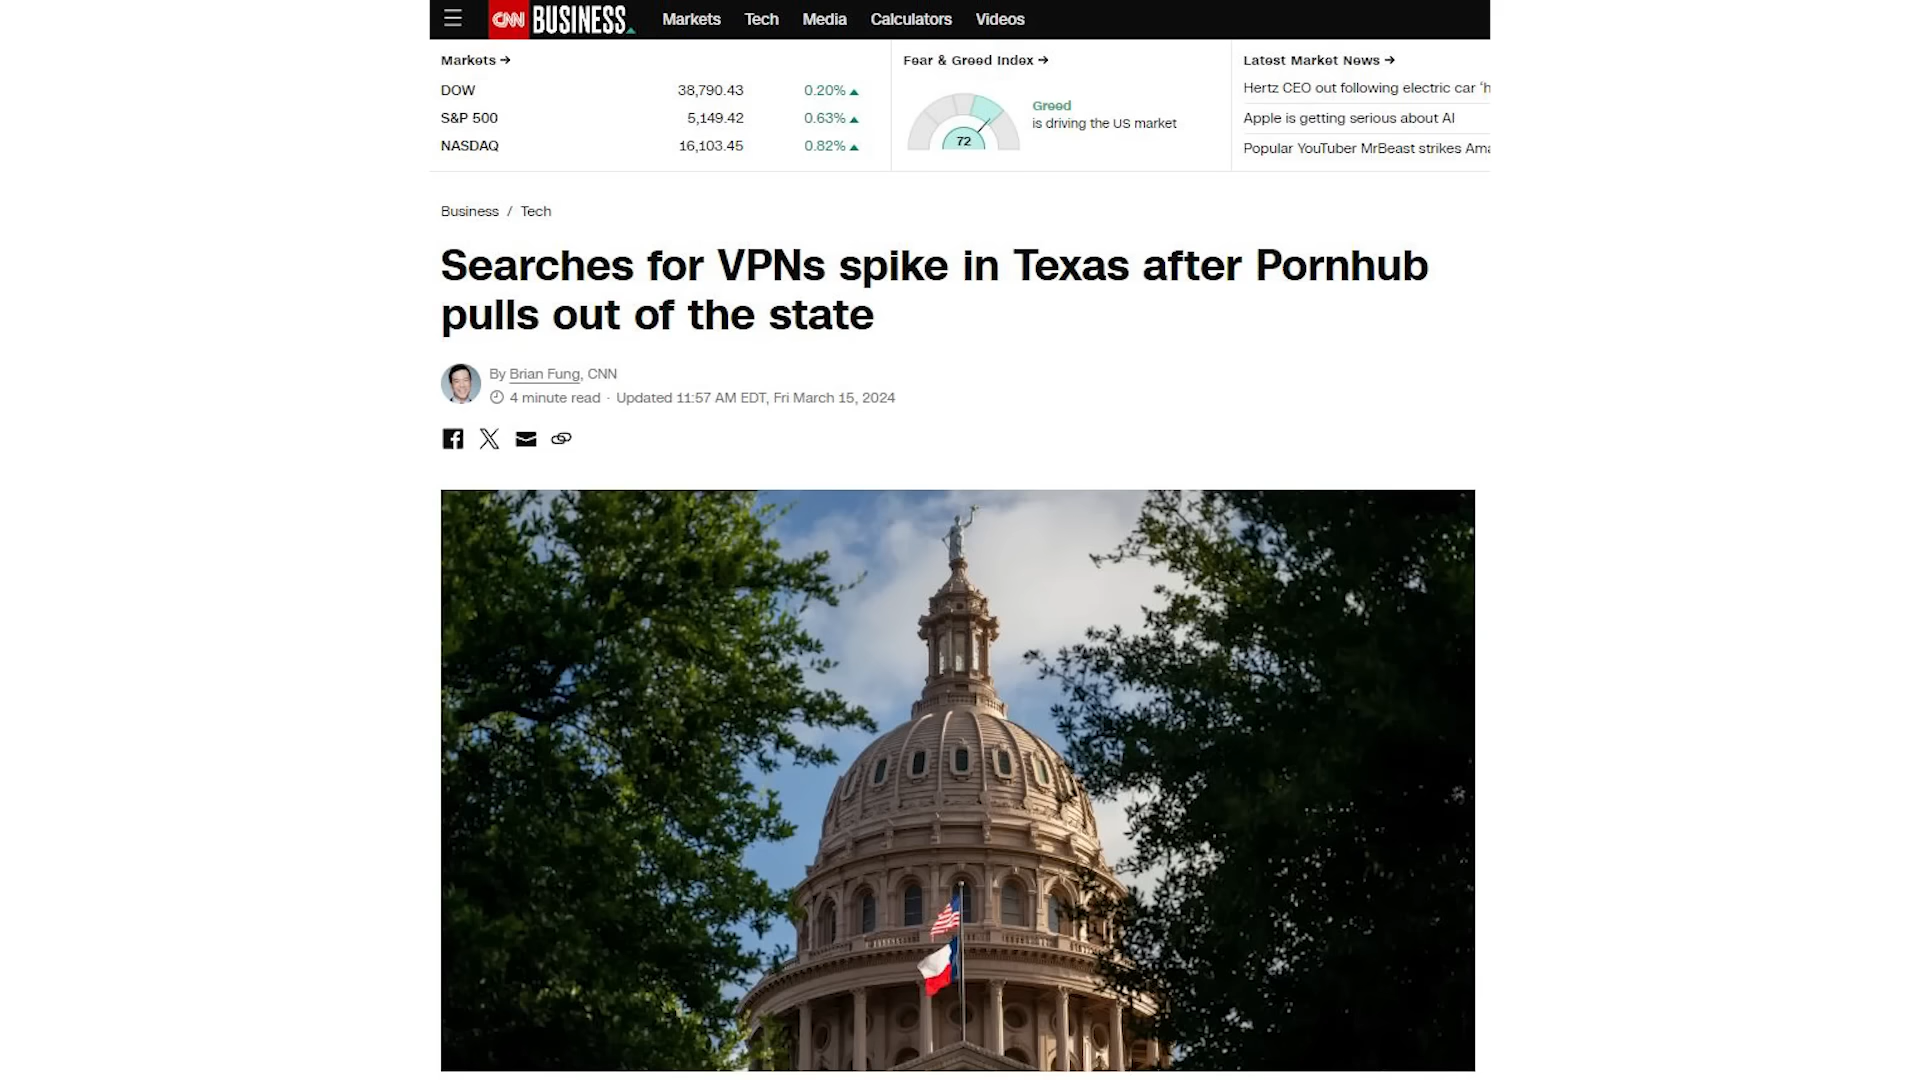 CNN BUSINESS Markets Tech Media Calculators Videos
Markets →
DOW 38,790.43 0.20% ▲
S&P 500 5,149.42 0.63% ▲
NASDAQ 16,103.45 0.82% ▲
Fear & Greed Index →
72
Greed
is driving the US market
Latest Market News →
Hertz CEO out following electric car ‘h
Apple is getting serious about AI
Popular YouTuber MrBeast strikes Ama
Business / Tech
Searches for VPNs spike in Texas after Pornhub
pulls out of the state
By Brian Fung, CNN
4 minute read · Updated 11:57 AM EDT, Fri March 15, 2024